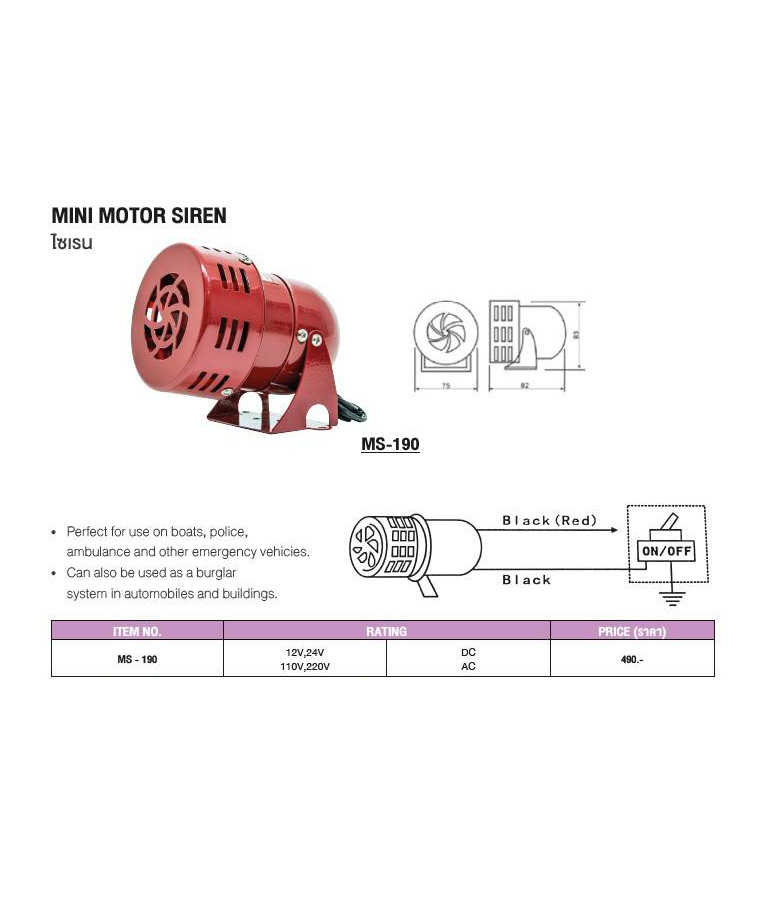 MINI MOTOR SIREN
ไซเรน
75
82
83
MS-190
• Perfect for use on boats, police,
ambulance and other emergency vehicies.
• Can also be used as a burglar
system in automobiles and buildings.
Black(Red)
ON/OFF
Black
ITEM NO. RATING PRICE (ราคา)
MS - 190 12V,24V DC 490.-
110V,220V AC